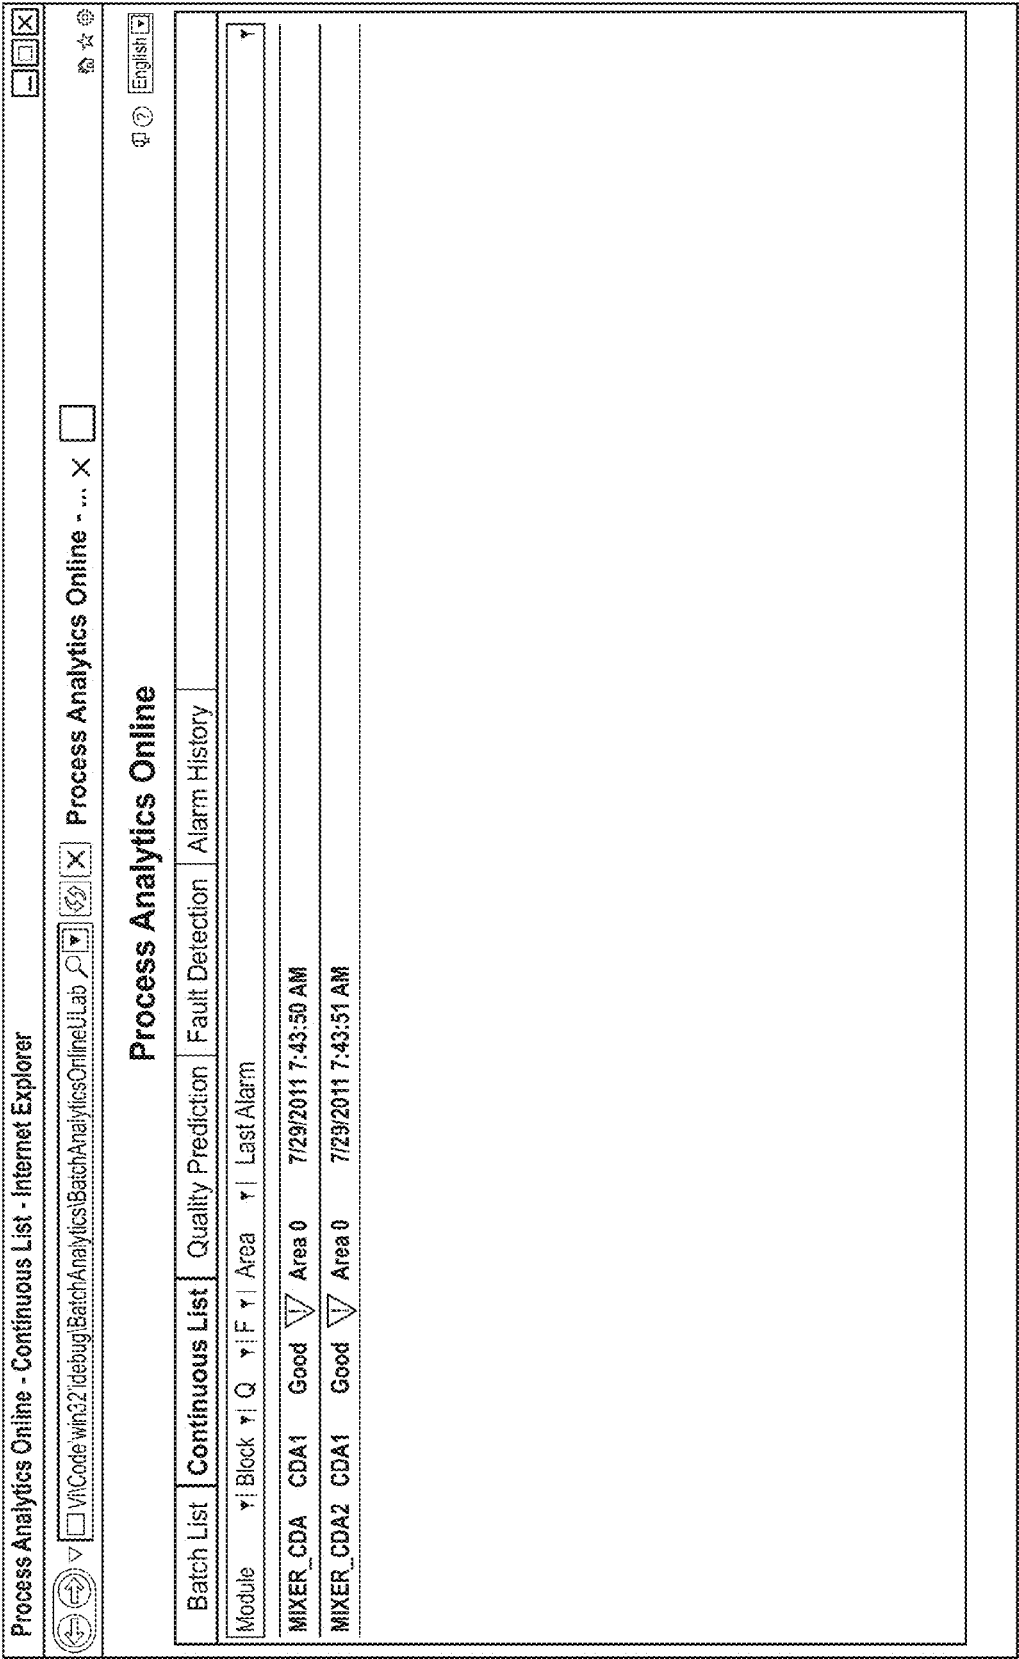 Process Analytics Online - Continuous List - Internet Explorer
V\\Code'win32'\debug\BatchAnalytics\BatchAnalyticsOnlineULab Process Analytics Online - ... X
Process Analytics Online
English
Batch List Continuous List Quality Prediction Fault Detection Alarm History
Module Block Q F Area Last Alarm
MIXER_CDA CDA1 Good Area 0 7/29/2011 7:43:50 AM
MIXER_CDA2 CDA1 Good Area 0 7/29/2011 7:43:51 AM